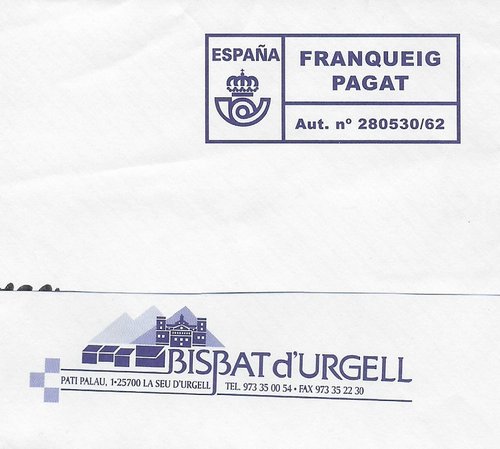 ESPAÑA
FRANQUEIG
PAGAT
Aut. nº 280530/62
BISBAT d'URGELL
PATI PALAU, 1•25700 LA SEU D'URGELL TEL. 973 35 00 54 • FAX 973 35 22 30